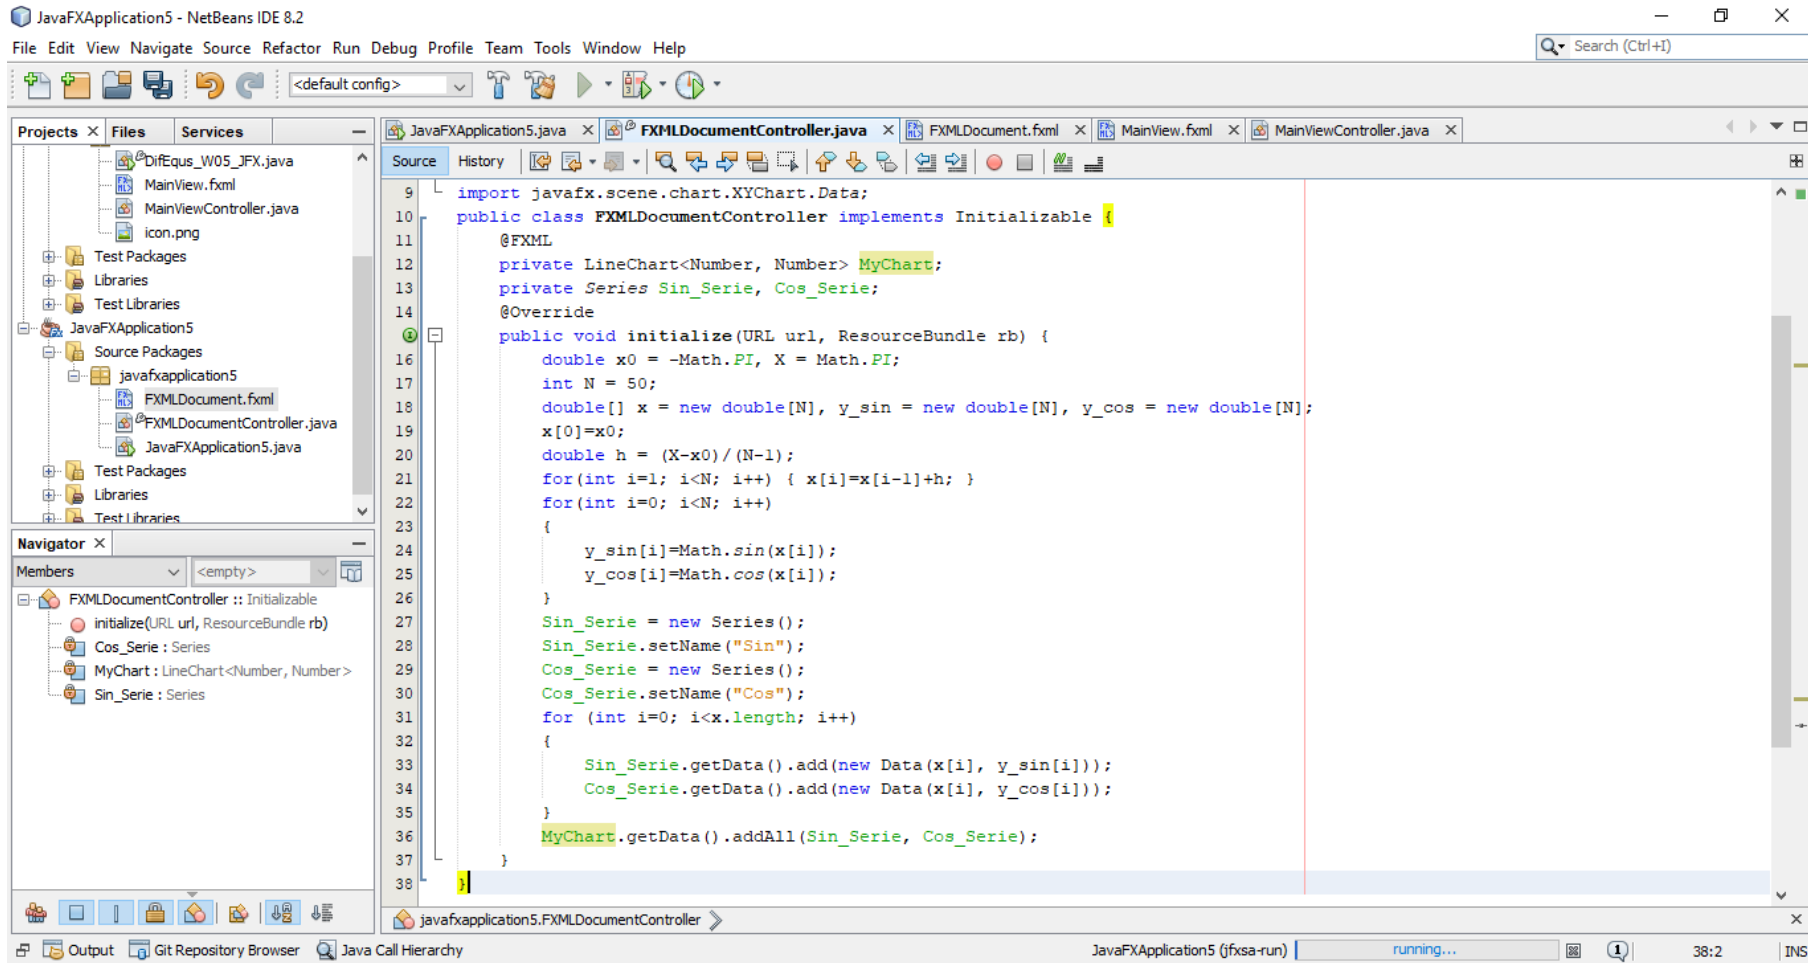 JavaFXApplication5 - NetBeans IDE 8.2
File Edit View Navigate Source Refactor Run Debug Profile Team Tools Window Help
Search (Ctrl+I)
<default config>
Projects Files Services
DifEqus_W05_JFX.java
MainView.fxml
MainViewController.java
icon.png
Test Packages
Libraries
Test Libraries
JavaFXApplication5
Source Packages
javafxapplication5
FXMLDocument.fxml
FXMLDocumentController.java
JavaFXApplication5.java
Test Packages
Libraries
Test Libraries
Navigator
Members <empty>
FXMLDocumentController :: Initializable
initialize(URL url, ResourceBundle rb)
Cos_Serie : Series
MyChart : LineChart<Number, Number>
Sin_Serie : Series
JavaFXApplication5.java FXMLDocumentController.java FXMLDocument.fxml MainView.fxml MainViewController.java
Source History
9 import javafx.scene.chart.XYChart.Data;
10 public class FXMLDocumentController implements Initializable {
11 @FXML
12 private LineChart<Number, Number> MyChart;
13 private Series Sin_Serie, Cos_Serie;
14 @Override
public void initialize(URL url, ResourceBundle rb) {
16 double x0 = -Math.PI, X = Math.PI;
17 int N = 50;
18 double[] x = new double[N], y_sin = new double[N], y_cos = new double[N];
19 x[0]=x0;
20 double h = (X-x0)/(N-1);
21 for(int i=1; i<N; i++) { x[i]=x[i-1]+h; }
22 for(int i=0; i<N; i++)
23 {
24 y_sin[i]=Math.sin(x[i]);
25 y_cos[i]=Math.cos(x[i]);
26 }
27 Sin_Serie = new Series();
28 Sin_Serie.setName("Sin");
29 Cos_Serie = new Series();
30 Cos_Serie.setName("Cos");
31 for (int i=0; i<x.length; i++)
32 {
33 Sin_Serie.getData().add(new Data(x[i], y_sin[i]));
34 Cos_Serie.getData().add(new Data(x[i], y_cos[i]));
35 }
36 MyChart.getData().addAll(Sin_Serie, Cos_Serie);
37 }
38 }
javafxapplication5.FXMLDocumentController
Output Git Repository Browser Java Call Hierarchy
JavaFXApplication5 (jfxsa-run) running... 1 38:2 INS